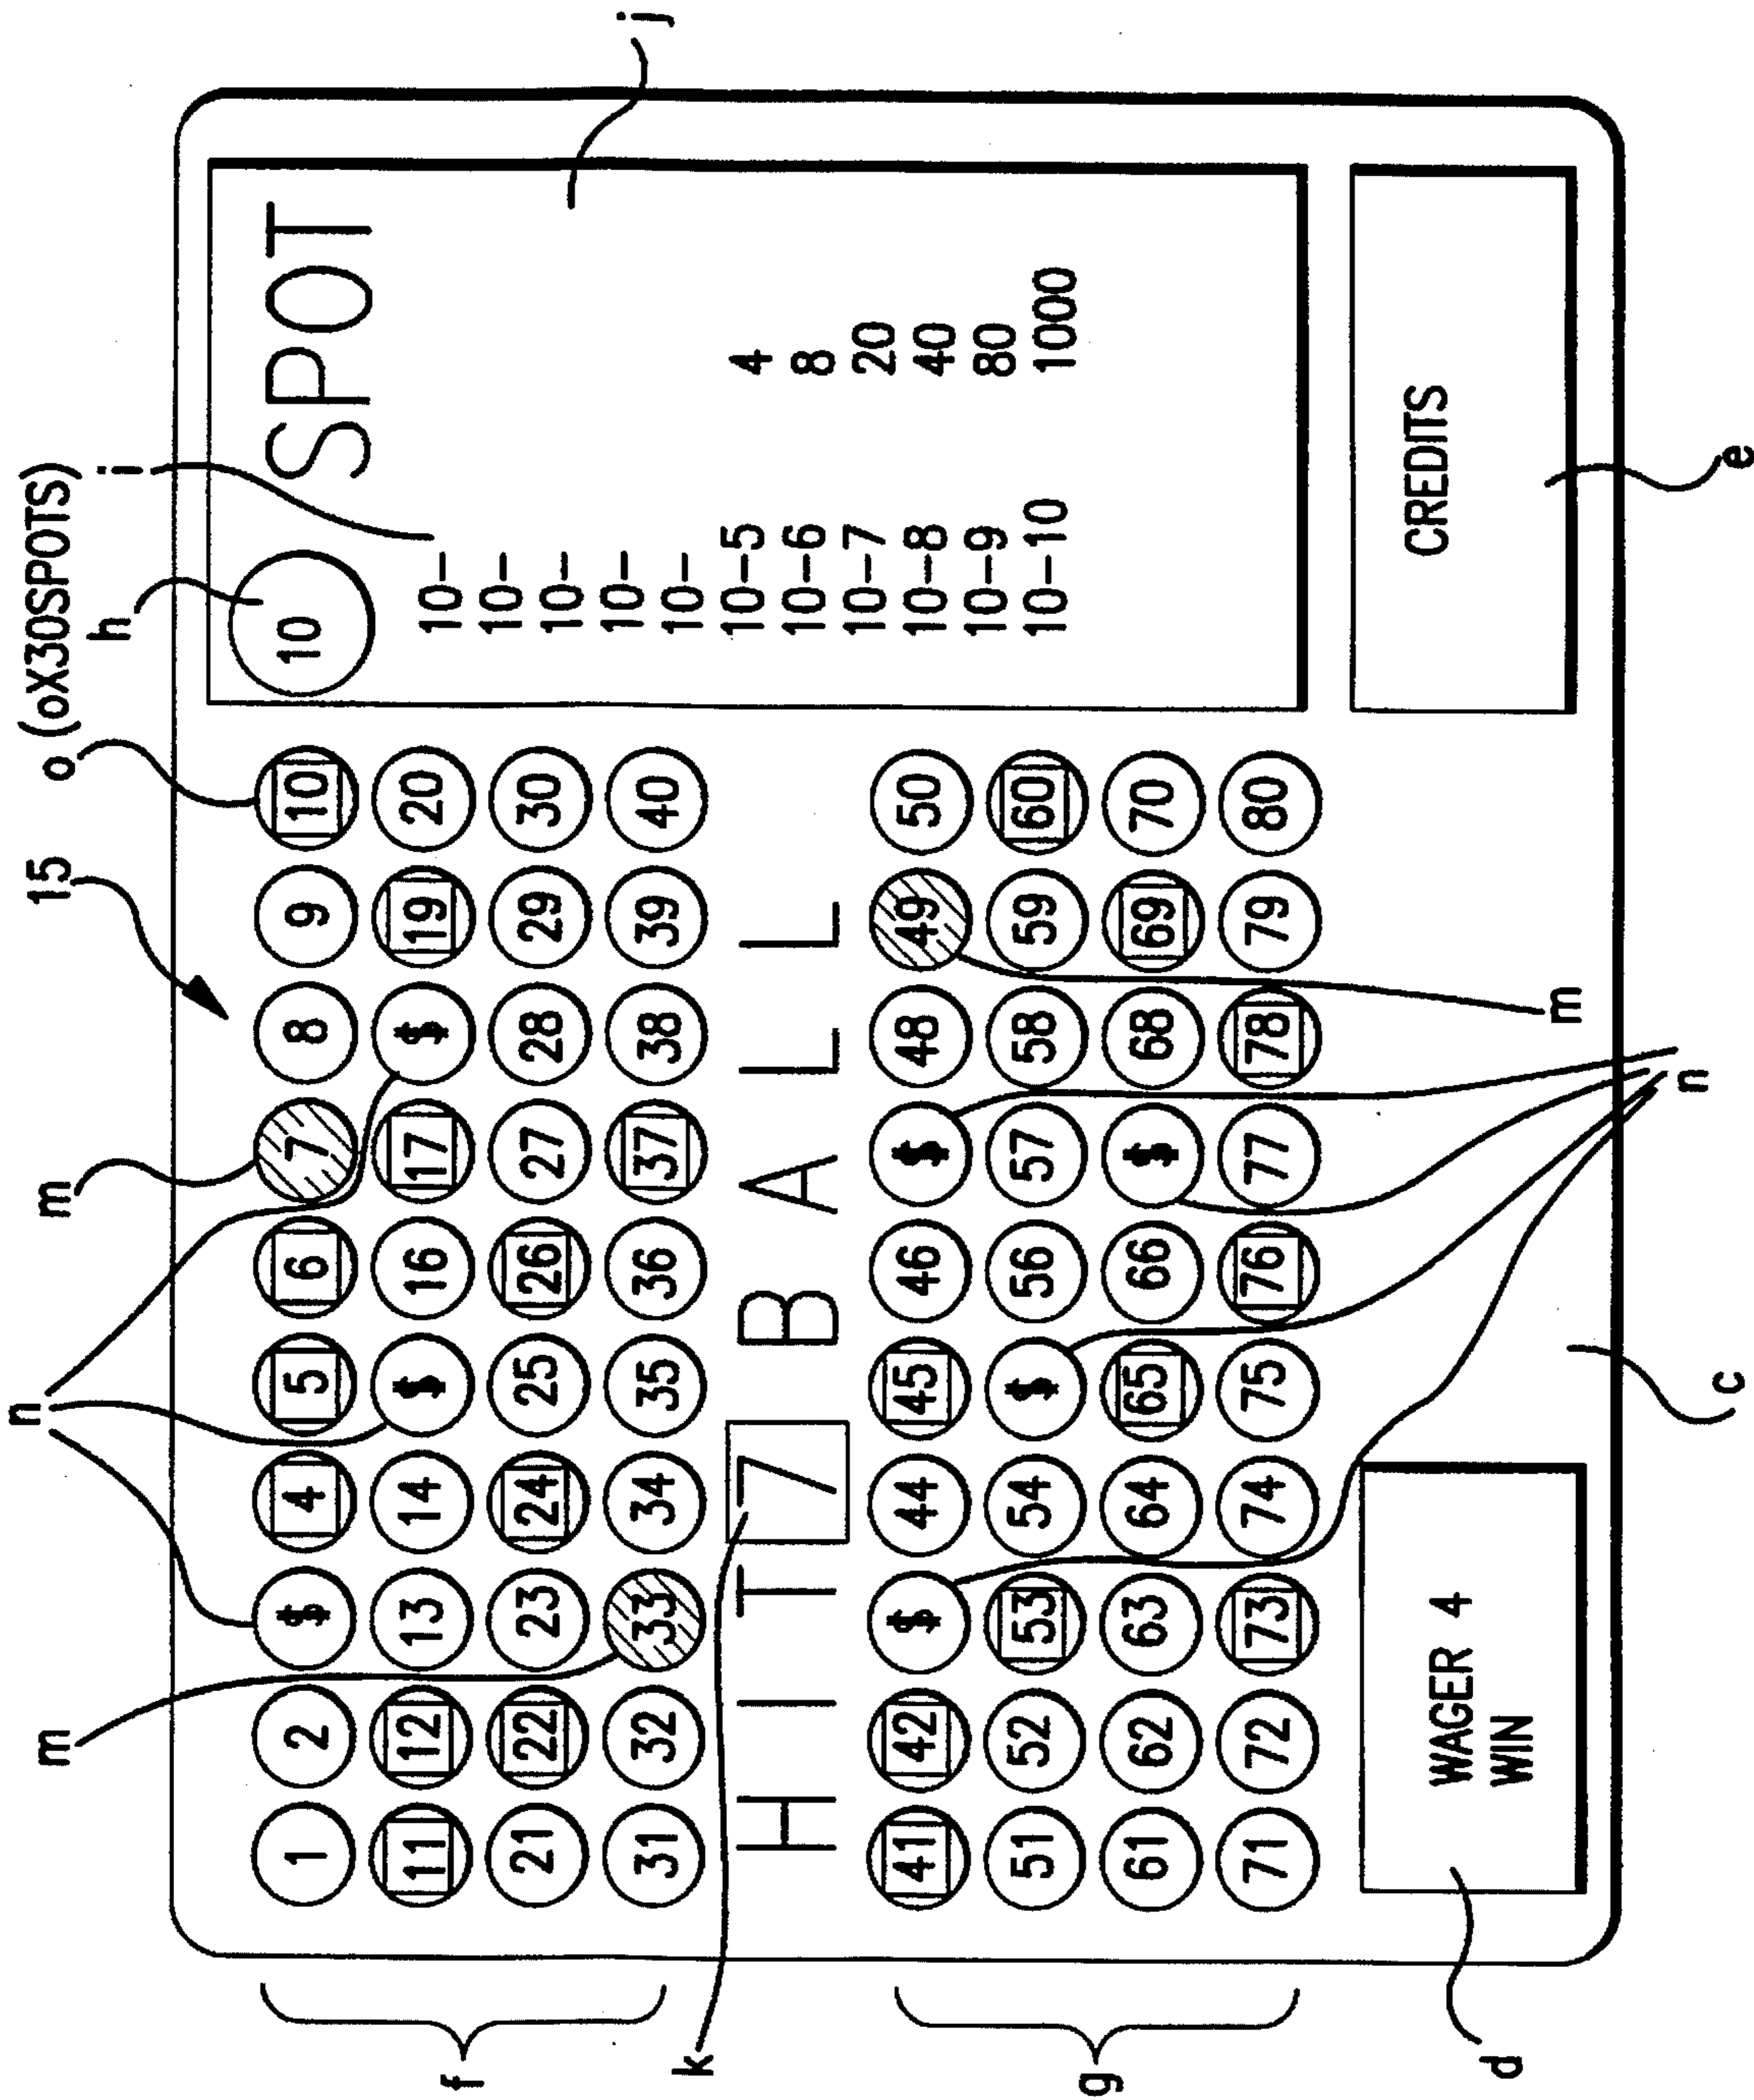 o (oX30SPOTS)
15
m
n
m
h
i
j
1 2 $ 4 5 6 7 8 9 10
11 12 13 14 $ 16 17 $ 19 20
21 22 23 24 25 26 27 28 29 30
31 32 33 34 35 36 37 38 39 40
HIT 7 BALL
41 42 $ 44 45 46 $ 48 49 50
51 52 53 54 $ 56 57 58 59 60
61 62 63 64 65 66 $ 68 69 70
71 72 73 74 75 76 77 78 79 80
10 SPOT
10-
10-
10-
10-
10-
10-5 4
10-6 8
10-7 20
10-8 40
10-9 80
10-10 1000
WAGER 4
WIN
CREDITS
f
k
g
d
c
n
m
e